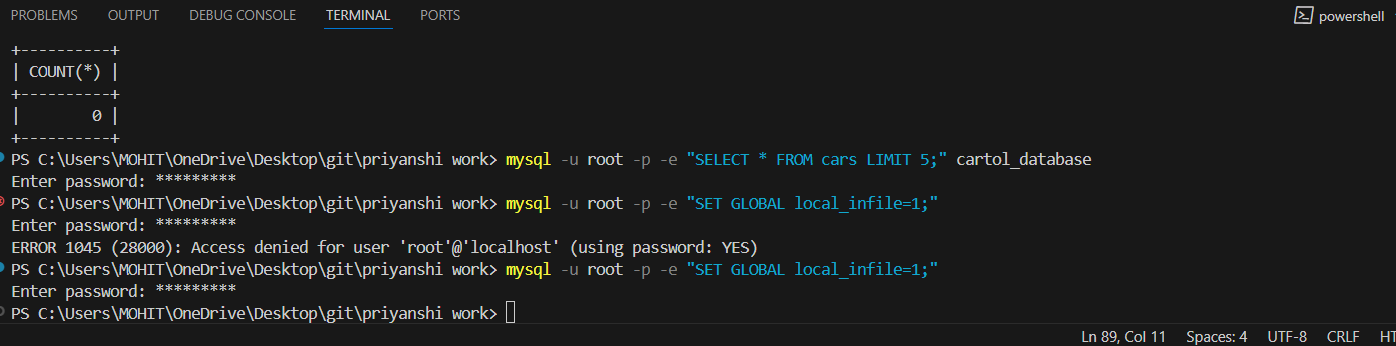 PROBLEMS OUTPUT DEBUG CONSOLE TERMINAL PORTS powershell
+----------+
| COUNT(*) |
+----------+
|        0 |
+----------+
PS C:\Users\MOHIT\OneDrive\Desktop\git\priyanshi work> mysql -u root -p -e "SELECT * FROM cars LIMIT 5;" cartol_database
Enter password: *********
PS C:\Users\MOHIT\OneDrive\Desktop\git\priyanshi work> mysql -u root -p -e "SET GLOBAL local_infile=1;"
Enter password: *********
ERROR 1045 (28000): Access denied for user 'root'@'localhost' (using password: YES)
PS C:\Users\MOHIT\OneDrive\Desktop\git\priyanshi work> mysql -u root -p -e "SET GLOBAL local_infile=1;"
Enter password: *********
PS C:\Users\MOHIT\OneDrive\Desktop\git\priyanshi work>
Ln 89, Col 11 Spaces: 4 UTF-8 CRLF